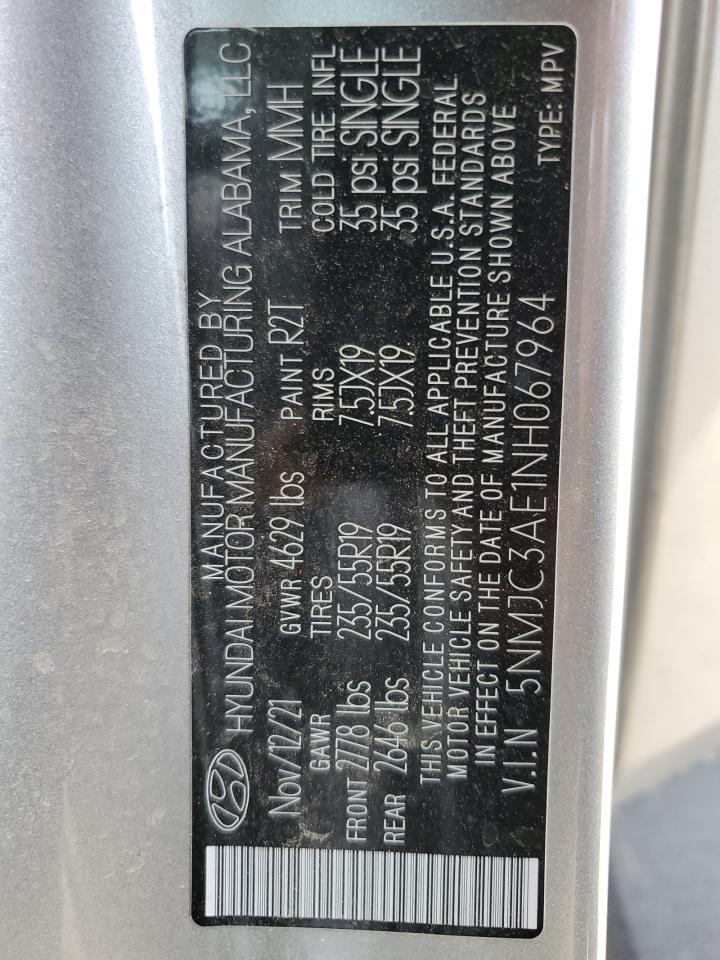 MANUFACTURED BY
HYUNDAI MOTOR MANUFACTURING ALABAMA, LLC
Nov/12/21 GVWR 4629 lbs PAINT R2T TRIM MMH
GAWR TIRES RIMS COLD TIRE INFL
FRONT 2778 lbs 235/55R19 7.5JX19 35 psi SINGLE
REAR 2646 lbs 235/55R19 7.5JX19 35 psi SINGLE
THIS VEHICLE CONFORMS TO ALL APPLICABLE U.S.A. FEDERAL
MOTOR VEHICLE SAFETY AND THEFT PREVENTION STANDARDS
IN EFFECT ON THE DATE OF MANUFACTURE SHOWN ABOVE
V.I.N 5NMJC3AE1NH067964 TYPE: MPV